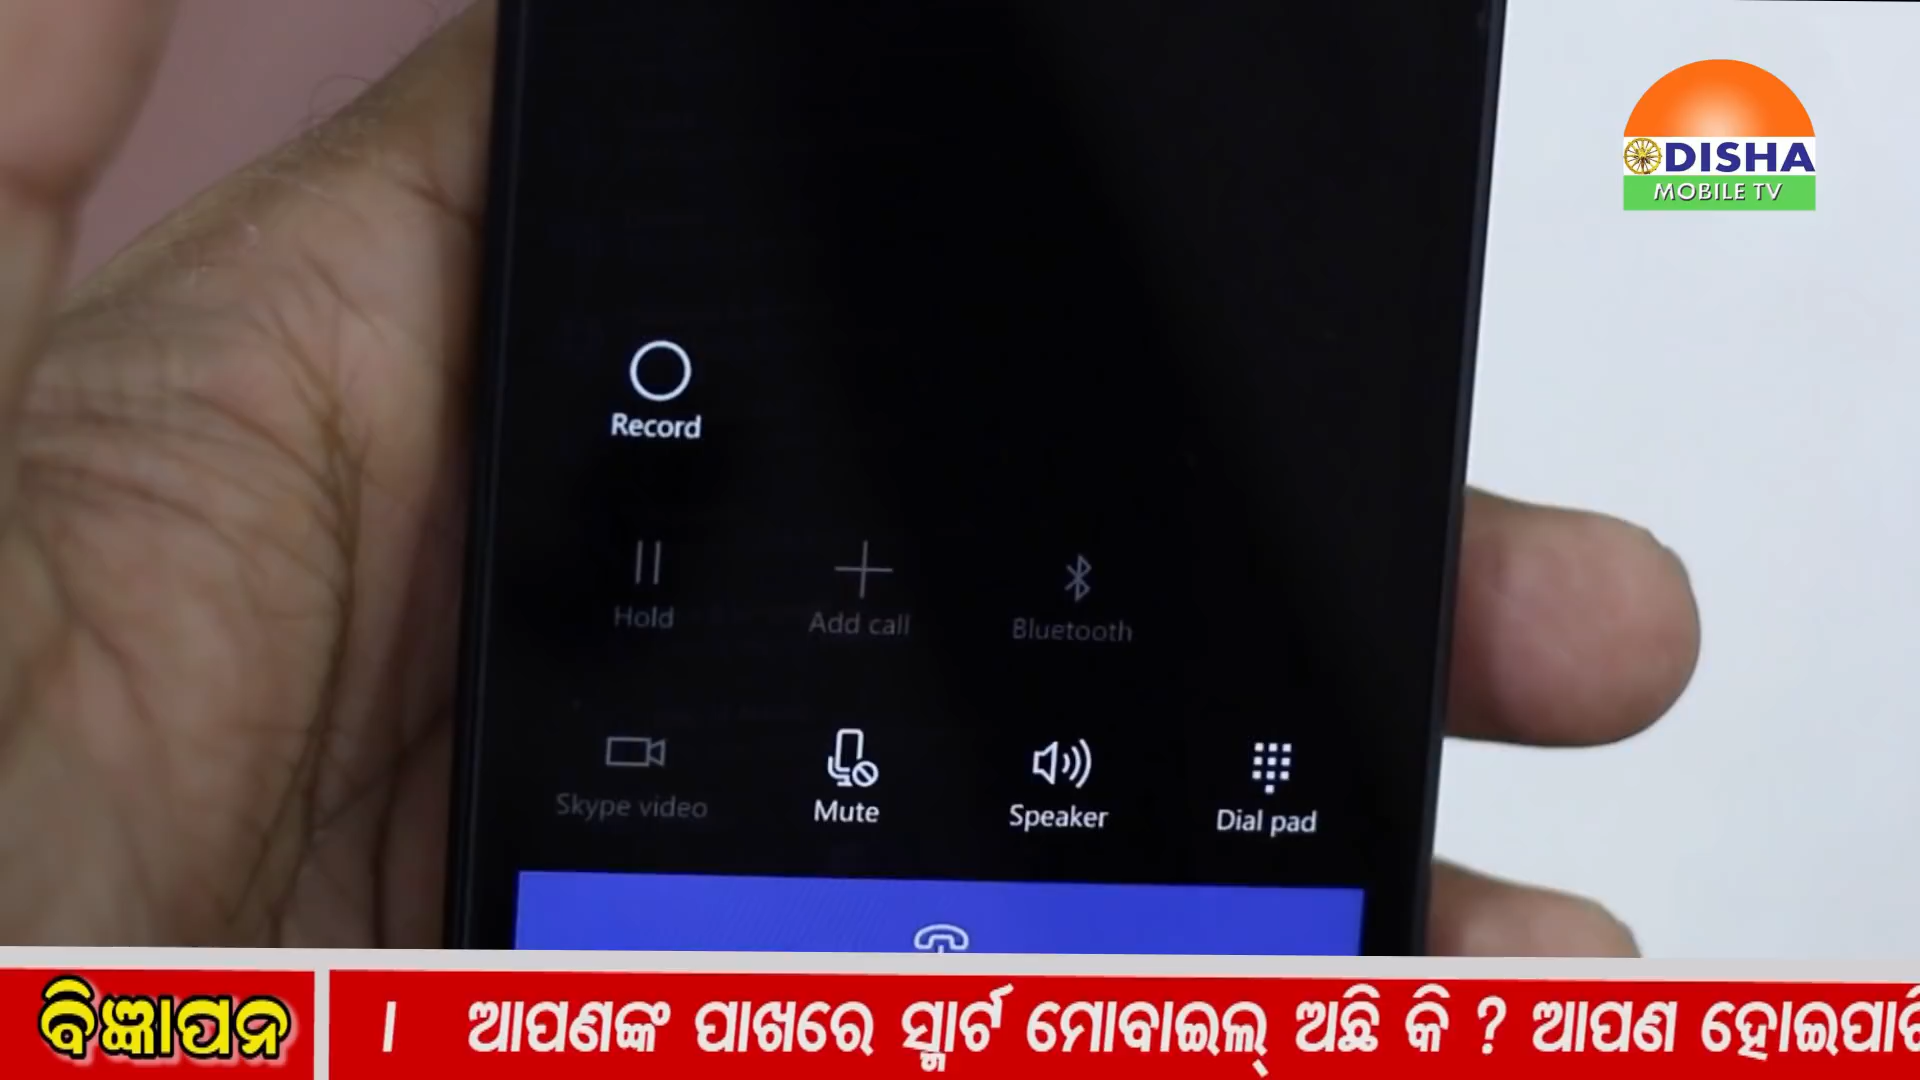 ODISHA
MOBILE TV
Record
Hold
Add call
Bluetooth
Skype video
Mute
Speaker
Dial pad
ବିଜ୍ଞାପନ
। ଆପଣଙ୍କ ପାଖରେ ସ୍ମାର୍ଟ ମୋବାଇଲ୍ ଅଛି କି ? ଆପଣ